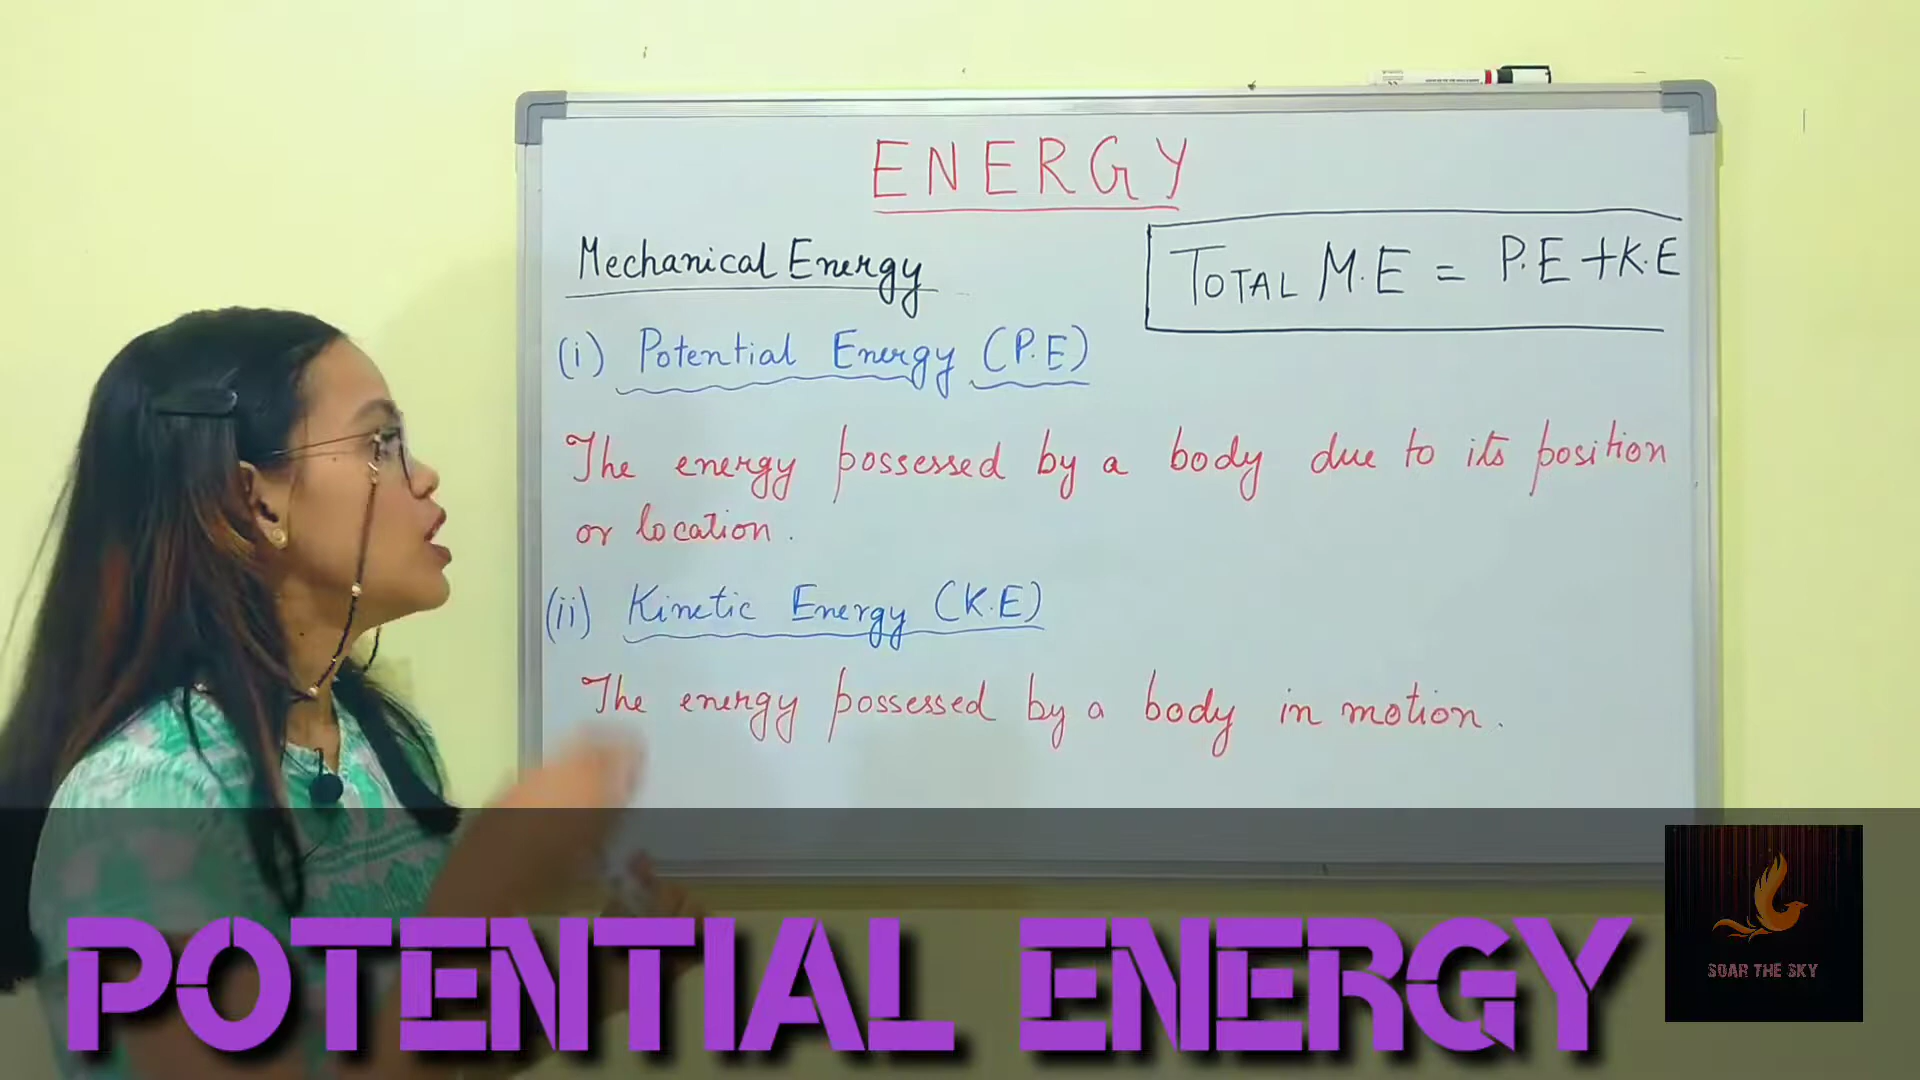 ENERGY
Mechanical Energy
TOTAL M.E = P.E + K.E
(i) Potential Energy (P.E)
The energy possessed by a body due to its position
or location.
(ii) Kinetic Energy (K.E)
The energy possessed by a body in motion.
POTENTIAL ENERGY
SOAR THE SKY